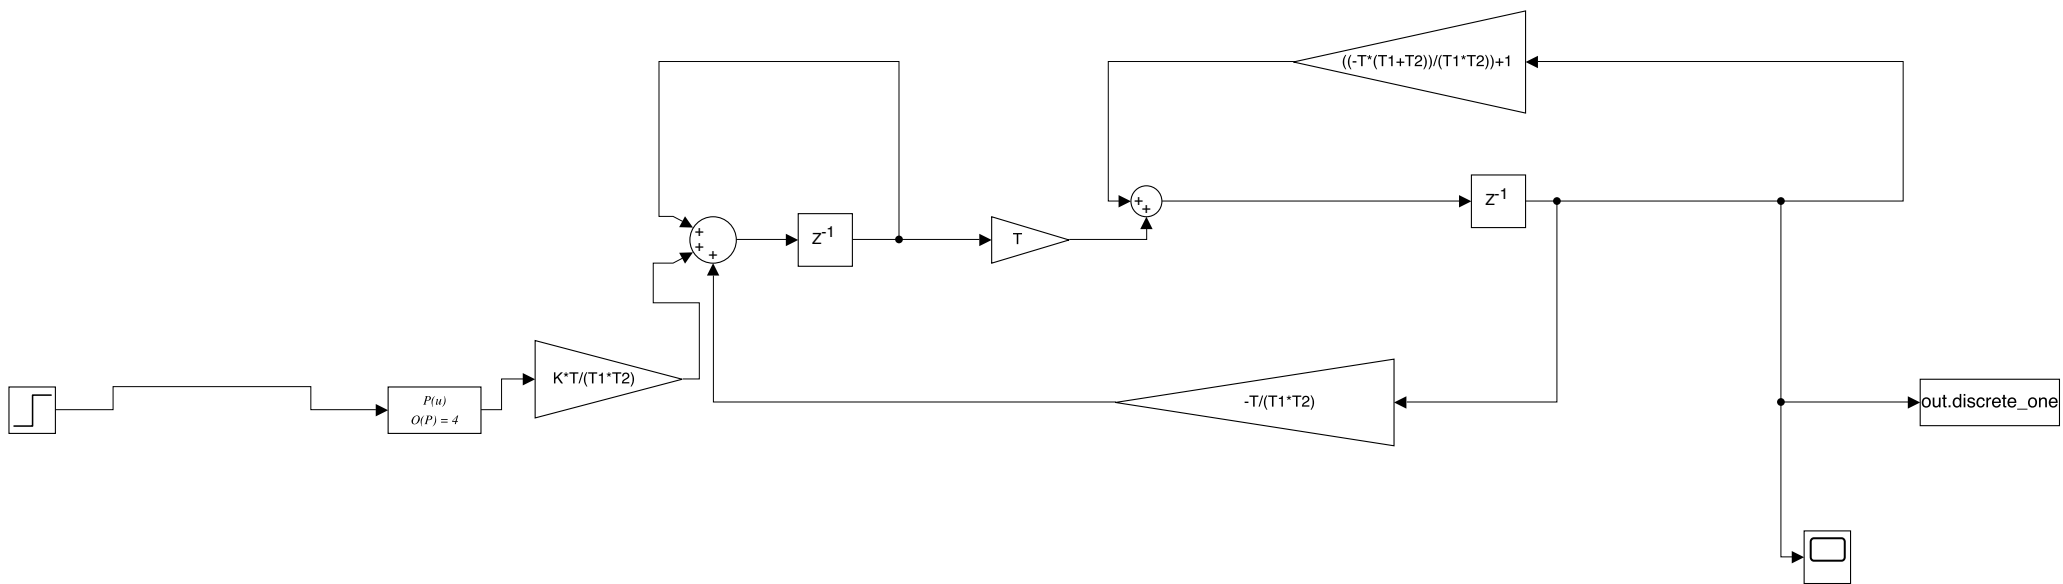 ((-T*(T1+T2))/(T1*T2))+1
+
+
z-1
+
+
+
z-1
T
K*T/(T1*T2)
P(u)
O(P) = 4
-T/(T1*T2)
out.discrete_one